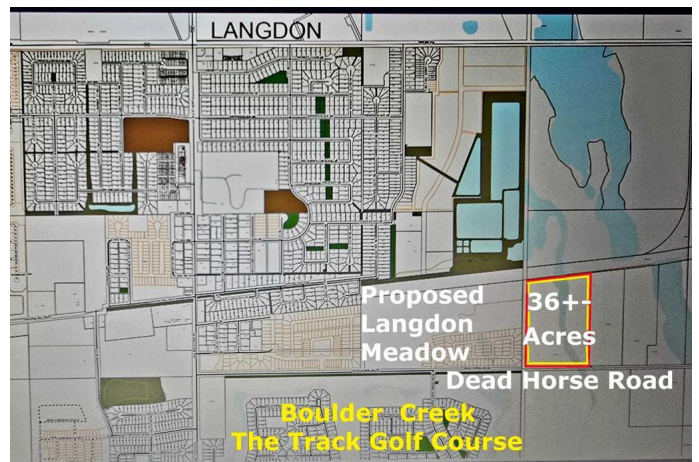 LANGDON
Proposed
Langdon
Meadow
36+-
Acres
Dead Horse Road
Boulder Creek
The Track Golf Course